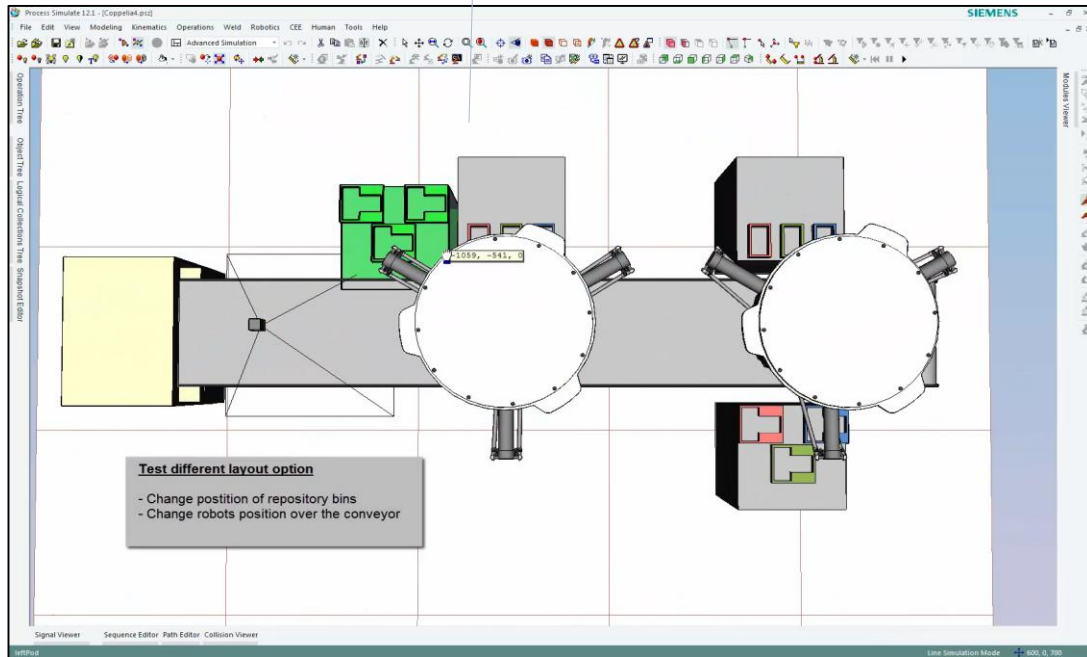 Process Simulate 12.1 - [Coppelia4.psz]
SIEMENS
File Edit View Modeling Kinematics Operations Weld Robotics CEE Human Tools Help
Advanced Simulation
Operation Tree
Object Tree
Logical Collections Tree
Snapshot Editor
Modules Viewer
-1059, -541, 0
Test different layout option
- Change postition of repository bins
- Change robots position over the conveyor
Signal Viewer Sequence Editor Path Editor Collision Viewer
leftPod
Line Simulation Mode
600, 0, 700